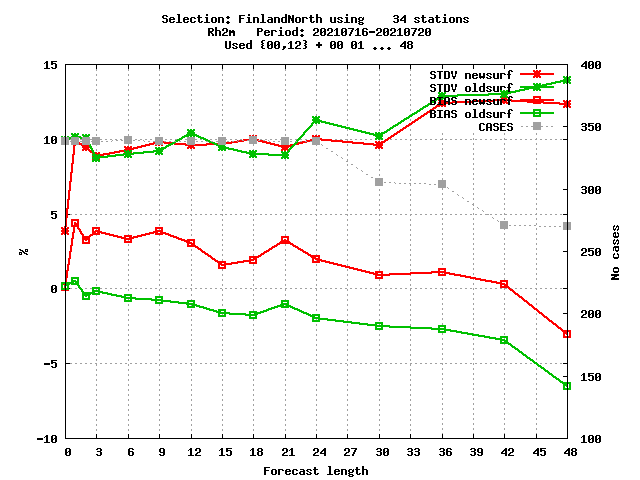 Selection: FinlandNorth using    34 stations
Rh2m   Period: 20210716-20210720
Used {00,12} + 00 01 ... 48
15
10
5
0
-5
-10
%
400
350
300
250
200
150
100
No cases
STDV newsurf
STDV oldsurf
BIAS newsurf
BIAS oldsurf
CASES
0 3 6 9 12 15 18 21 24 27 30 33 36 39 42 45 48
Forecast length